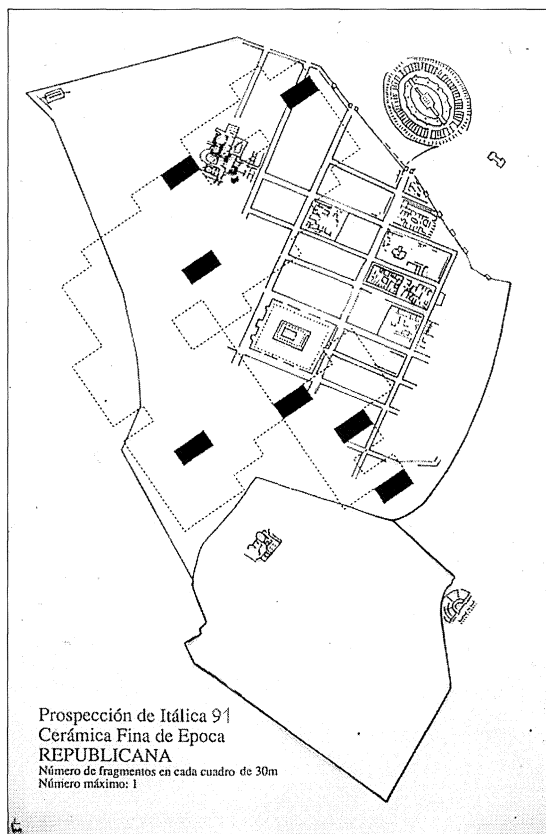 Prospección de Itálica 91
Cerámica Fina de Epoca
REPUBLICANA
Número de fragmentos en cada cuadro de 30m
Número máximo: 1